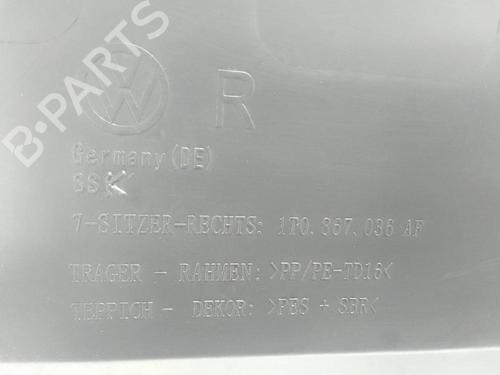 B-PARTS
VW
R
Germany (DE)
SSK
7-SITZER-RECHTS: 1T0.867.036 AF
TRAGER - RAHMEN: >PP/PE-TD16<
TEPPICH - DEKOR: >PES + SBR<